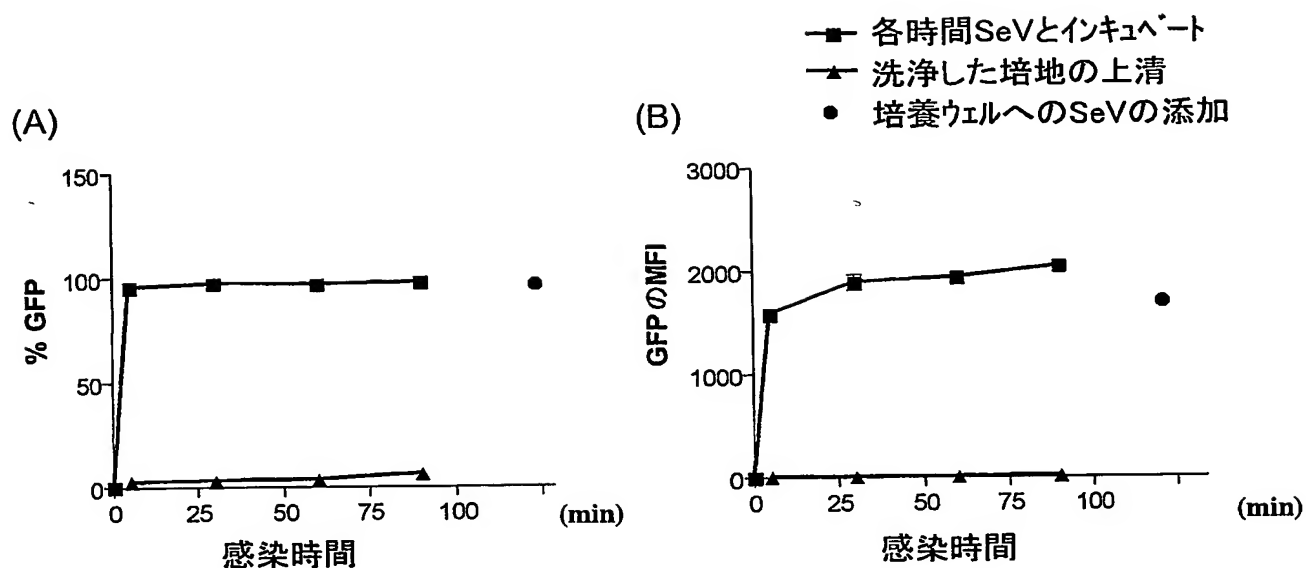 各時間SeVとインキュベート
洗浄した培地の上清
培養ウェルへのSeVの添加
(A)
150
100
50
0
% GFP
0 25 50 75 100 (min)
感染時間
(B)
3000
2000
1000
0
GFPのMFI
0 25 50 75 100 (min)
感染時間